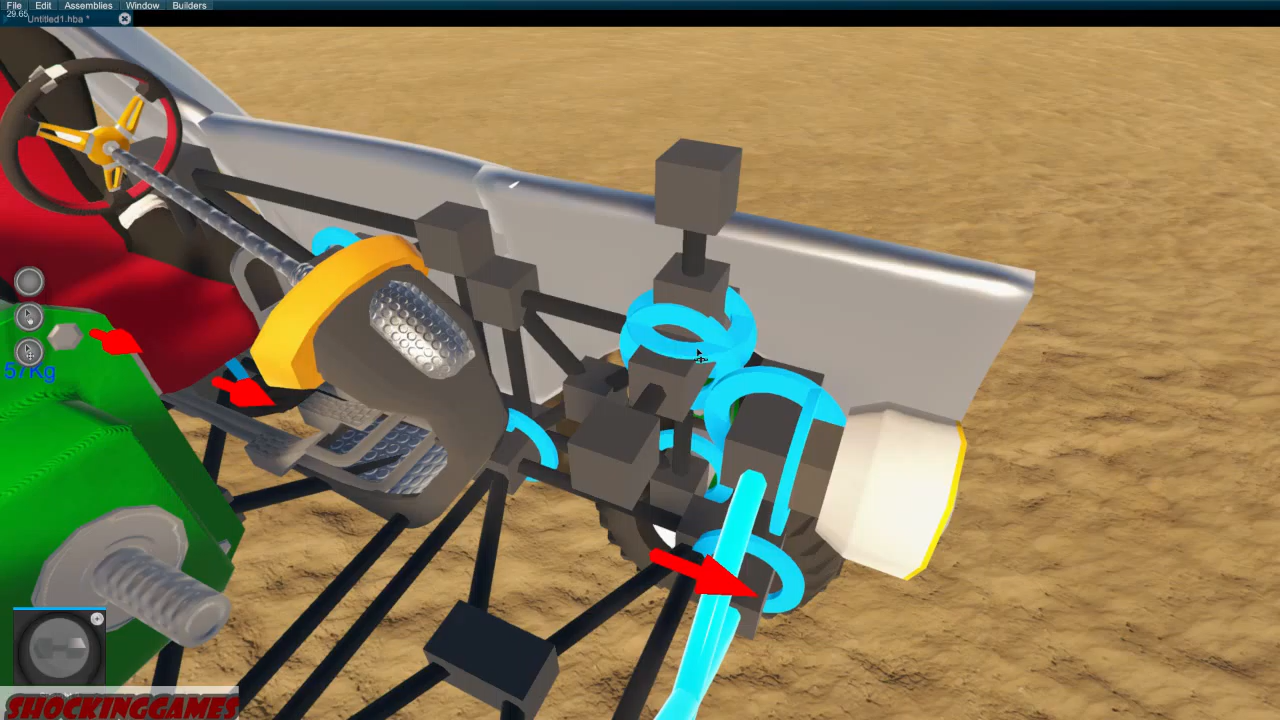 File Edit Assemblies Window Builders
29.65
Untitled1.hba *
57Kg
SHOCKINGGAMES